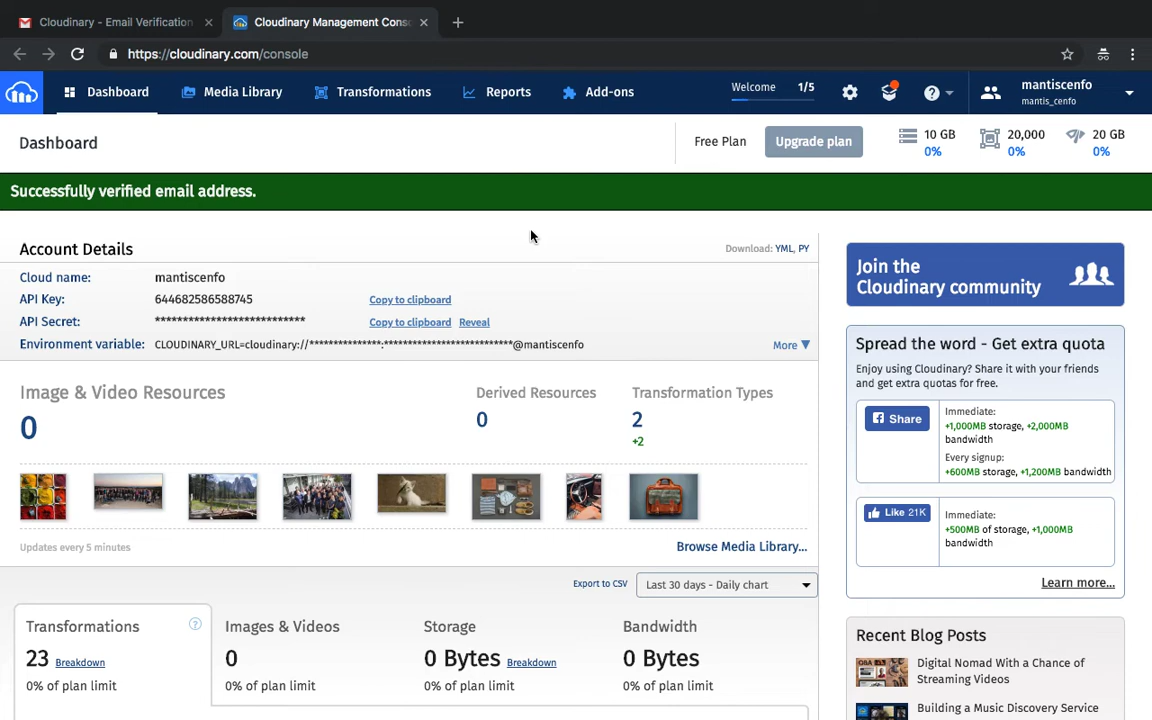 Cloudinary - Email Verification
Cloudinary Management Conso
https://cloudinary.com/console
Dashboard
Media Library
Transformations
Reports
Add-ons
Welcome 1/5
mantiscenfo
mantis_cenfo
Dashboard
Free Plan
Upgrade plan
10 GB
0%
20,000
0%
20 GB
0%
Successfully verified email address.
Account Details
Download: YML, PY
Cloud name: mantiscenfo
API Key: 644682586588745 Copy to clipboard
API Secret: *************************** Copy to clipboard Reveal
Environment variable: CLOUDINARY_URL=cloudinary://***************:***************************@mantiscenfo More ▼
Image & Video Resources
0
Derived Resources
0
Transformation Types
2
+2
Updates every 5 minutes
Browse Media Library...
Export to CSV
Last 30 days - Daily chart
Transformations
?
23 Breakdown
0% of plan limit
Images & Videos
0
0% of plan limit
Storage
0 Bytes Breakdown
0% of plan limit
Bandwidth
0 Bytes
0% of plan limit
Join the
Cloudinary community
Spread the word - Get extra quota
Enjoy using Cloudinary? Share it with your friends
and get extra quotas for free.
Share
Immediate:
+1,000MB storage, +2,000MB
bandwidth
Every signup:
+600MB storage, +1,200MB bandwidth
Like 21K
Immediate:
+500MB of storage, +1,000MB
bandwidth
Learn more...
Recent Blog Posts
Digital Nomad With a Chance of
Streaming Videos
Building a Music Discovery Service